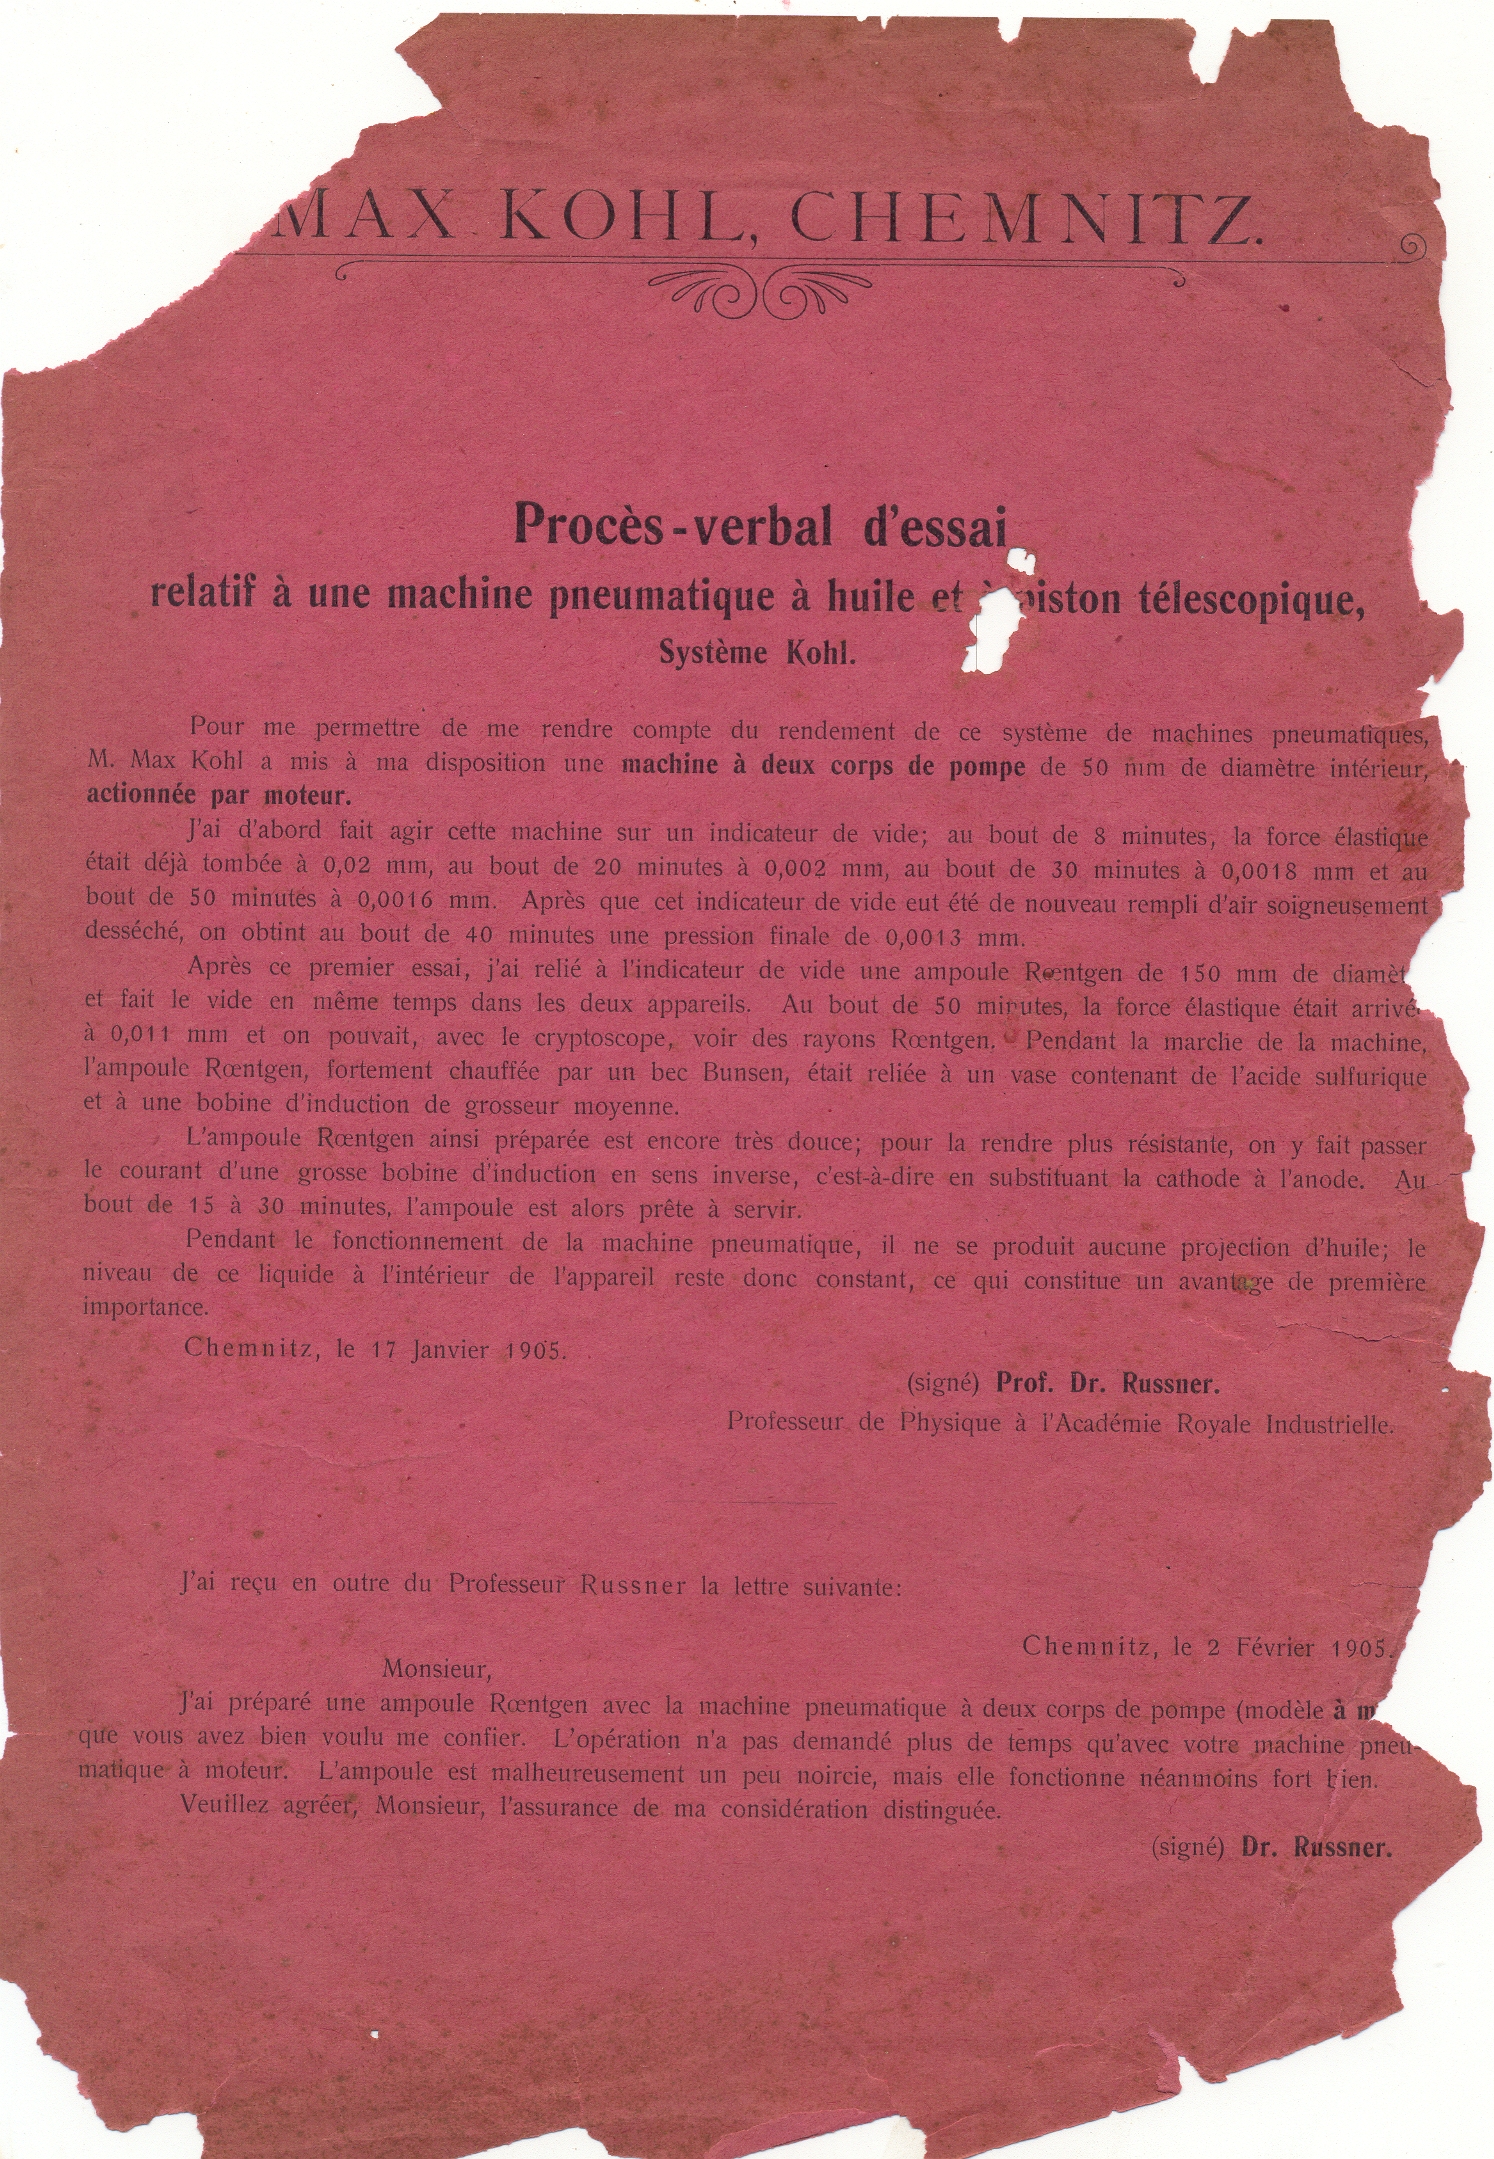 MAX KOHL, CHEMNITZ.
Procès-verbal d'essai
relatif à une machine pneumatique à huile et à piston télescopique,
Système Kohl.
Pour me permettre de me rendre compte du rendement de ce système de machines pneumatiques,
M. Max Kohl a mis à ma disposition une machine à deux corps de pompe de 50 mm de diamètre intérieur,
actionnée par moteur.
J'ai d'abord fait agir cette machine sur un indicateur de vide; au bout de 8 minutes, la force élastique
était déjà tombée à 0,02 mm, au bout de 20 minutes à 0,002 mm, au bout de 30 minutes à 0,0018 mm et au
bout de 50 minutes à 0,0016 mm. Après que cet indicateur de vide eut été de nouveau rempli d'air soigneusement
desséché, on obtint au bout de 40 minutes une pression finale de 0,0013 mm.
Après ce premier essai, j'ai relié à l'indicateur de vide une ampoule Rœntgen de 150 mm de diamèt
et fait le vide en même temps dans les deux appareils. Au bout de 50 minutes, la force élastique était arrivé
à 0,011 mm et on pouvait, avec le cryptoscope, voir des rayons Rœntgen. Pendant la marche de la machine,
l'ampoule Rœntgen, fortement chauffée par un bec Bunsen, était reliée à un vase contenant de l'acide sulfurique
et à une bobine d'induction de grosseur moyenne.
L'ampoule Rœntgen ainsi préparée est encore très douce; pour la rendre plus résistante, on y fait passer
le courant d'une grosse bobine d'induction en sens inverse, c'est-à-dire en substituant la cathode à l'anode. Au
bout de 15 à 30 minutes, l'ampoule est alors prête à servir.
Pendant le fonctionnement de la machine pneumatique, il ne se produit aucune projection d'huile; le
niveau de ce liquide à l'intérieur de l'appareil reste donc constant, ce qui constitue un avantage de première
importance.
Chemnitz, le 17 Janvier 1905.
(signé) Prof. Dr. Russner.
Professeur de Physique à l'Académie Royale Industrielle.
J'ai reçu en outre du Professeur Russner la lettre suivante:
Chemnitz, le 2 Février 1905.
Monsieur,
J'ai préparé une ampoule Rœntgen avec la machine pneumatique à deux corps de pompe (modèle à m
que vous avez bien voulu me confier. L'opération n'a pas demandé plus de temps qu'avec votre machine pneu-
matique à moteur. L'ampoule est malheureusement un peu noircie, mais elle fonctionne néanmoins fort bien.
Veuillez agréer, Monsieur, l'assurance de ma considération distinguée.
(signé) Dr. Russner.